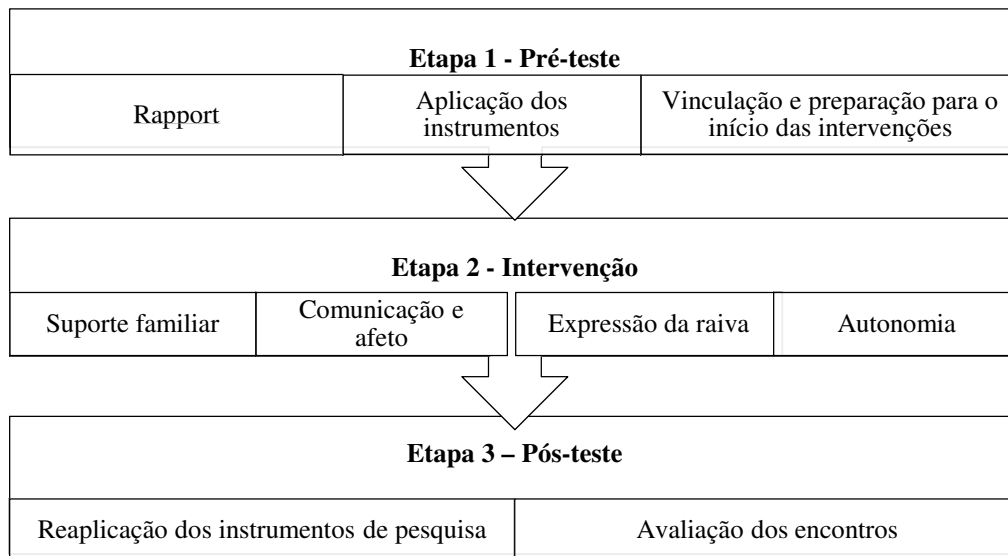 Etapa 1 - Pré-teste
Rapport
Aplicação dos
instrumentos
Vinculação e preparação para o
início das intervenções
Etapa 2 - Intervenção
Suporte familiar
Comunicação e
afeto
Expressão da raiva
Autonomia
Etapa 3 – Pós-teste
Reaplicação dos instrumentos de pesquisa
Avaliação dos encontros